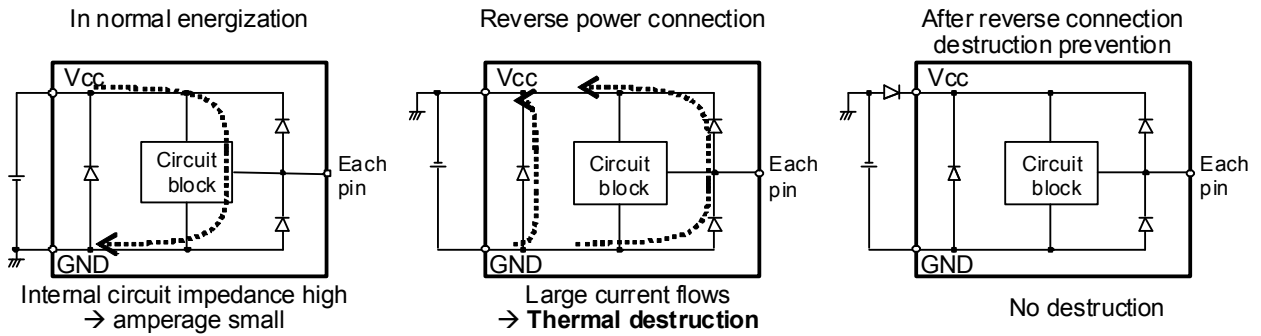 In normal energization
Vcc
Circuit
block
Each
pin
GND
Internal circuit impedance high
→ amperage small
Reverse power connection
Vcc
Circuit
block
Each
pin
GND
Large current flows
→ Thermal destruction
After reverse connection
destruction prevention
Vcc
Circuit
block
Each
pin
GND
No destruction